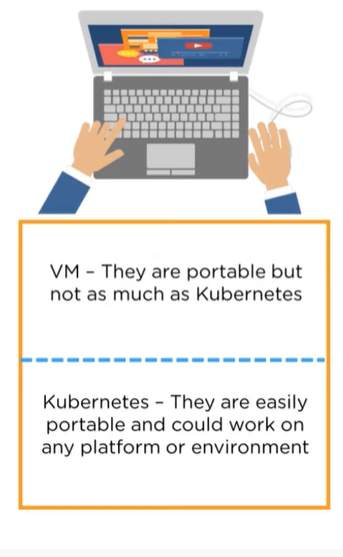 VM – They are portable but
not as much as Kubernetes
Kubernetes – They are easily
portable and could work on
any platform or environment